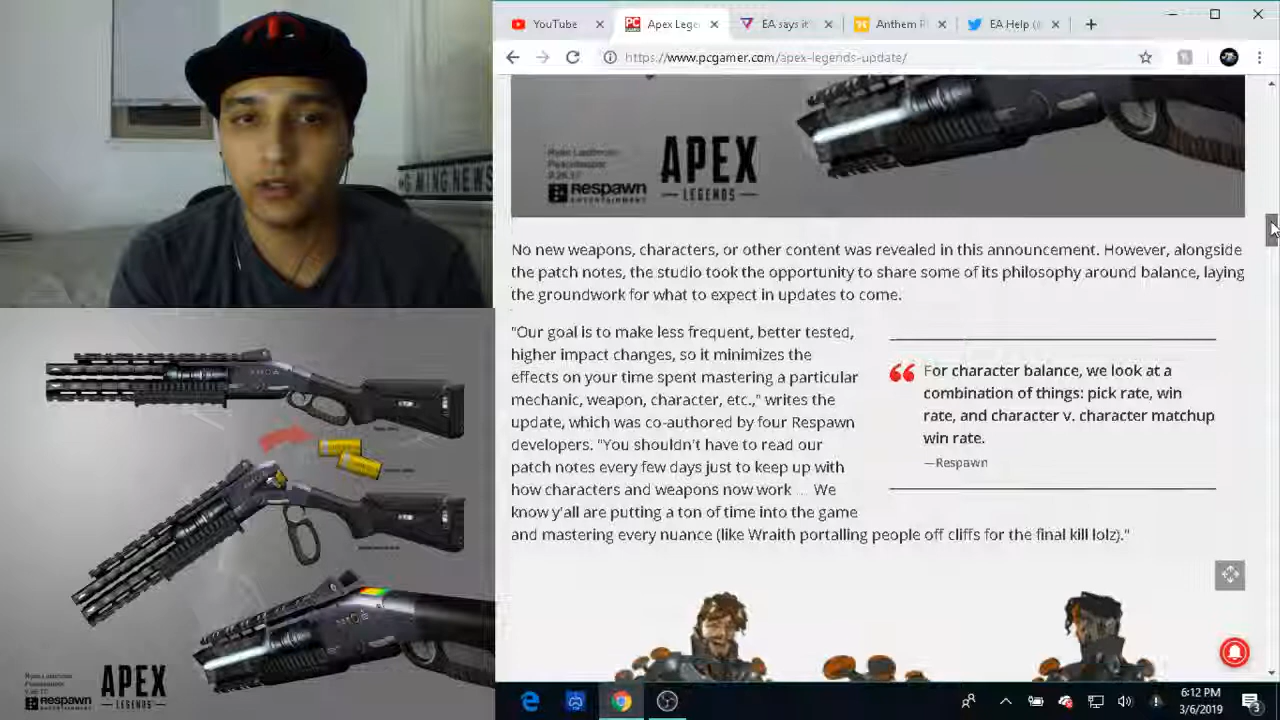 YouTube
Apex Lege
EA says it
Anthem P
EA Help (
https://www.pcgamer.com/apex-legends-update/
G MING NEWS
Respawn
ENTERTAINMENT
APEX
LEGENDS
No new weapons, characters, or other content was revealed in this announcement. However, alongside
the patch notes, the studio took the opportunity to share some of its philosophy around balance, laying
the groundwork for what to expect in updates to come.
"Our goal is to make less frequent, better tested,
higher impact changes, so it minimizes the
effects on your time spent mastering a particular
mechanic, weapon, character, etc.," writes the
update, which was co-authored by four Respawn
developers. "You shouldn't have to read our
patch notes every few days just to keep up with
how characters and weapons now work ... We
know y'all are putting a ton of time into the game
and mastering every nuance (like Wraith portalling people off cliffs for the final kill lolz)."
For character balance, we look at a
combination of things: pick rate, win
rate, and character v. character matchup
win rate.
—Respawn
Respawn
ENTERTAINMENT
APEX
LEGENDS
6:12 PM
3/6/2019
3